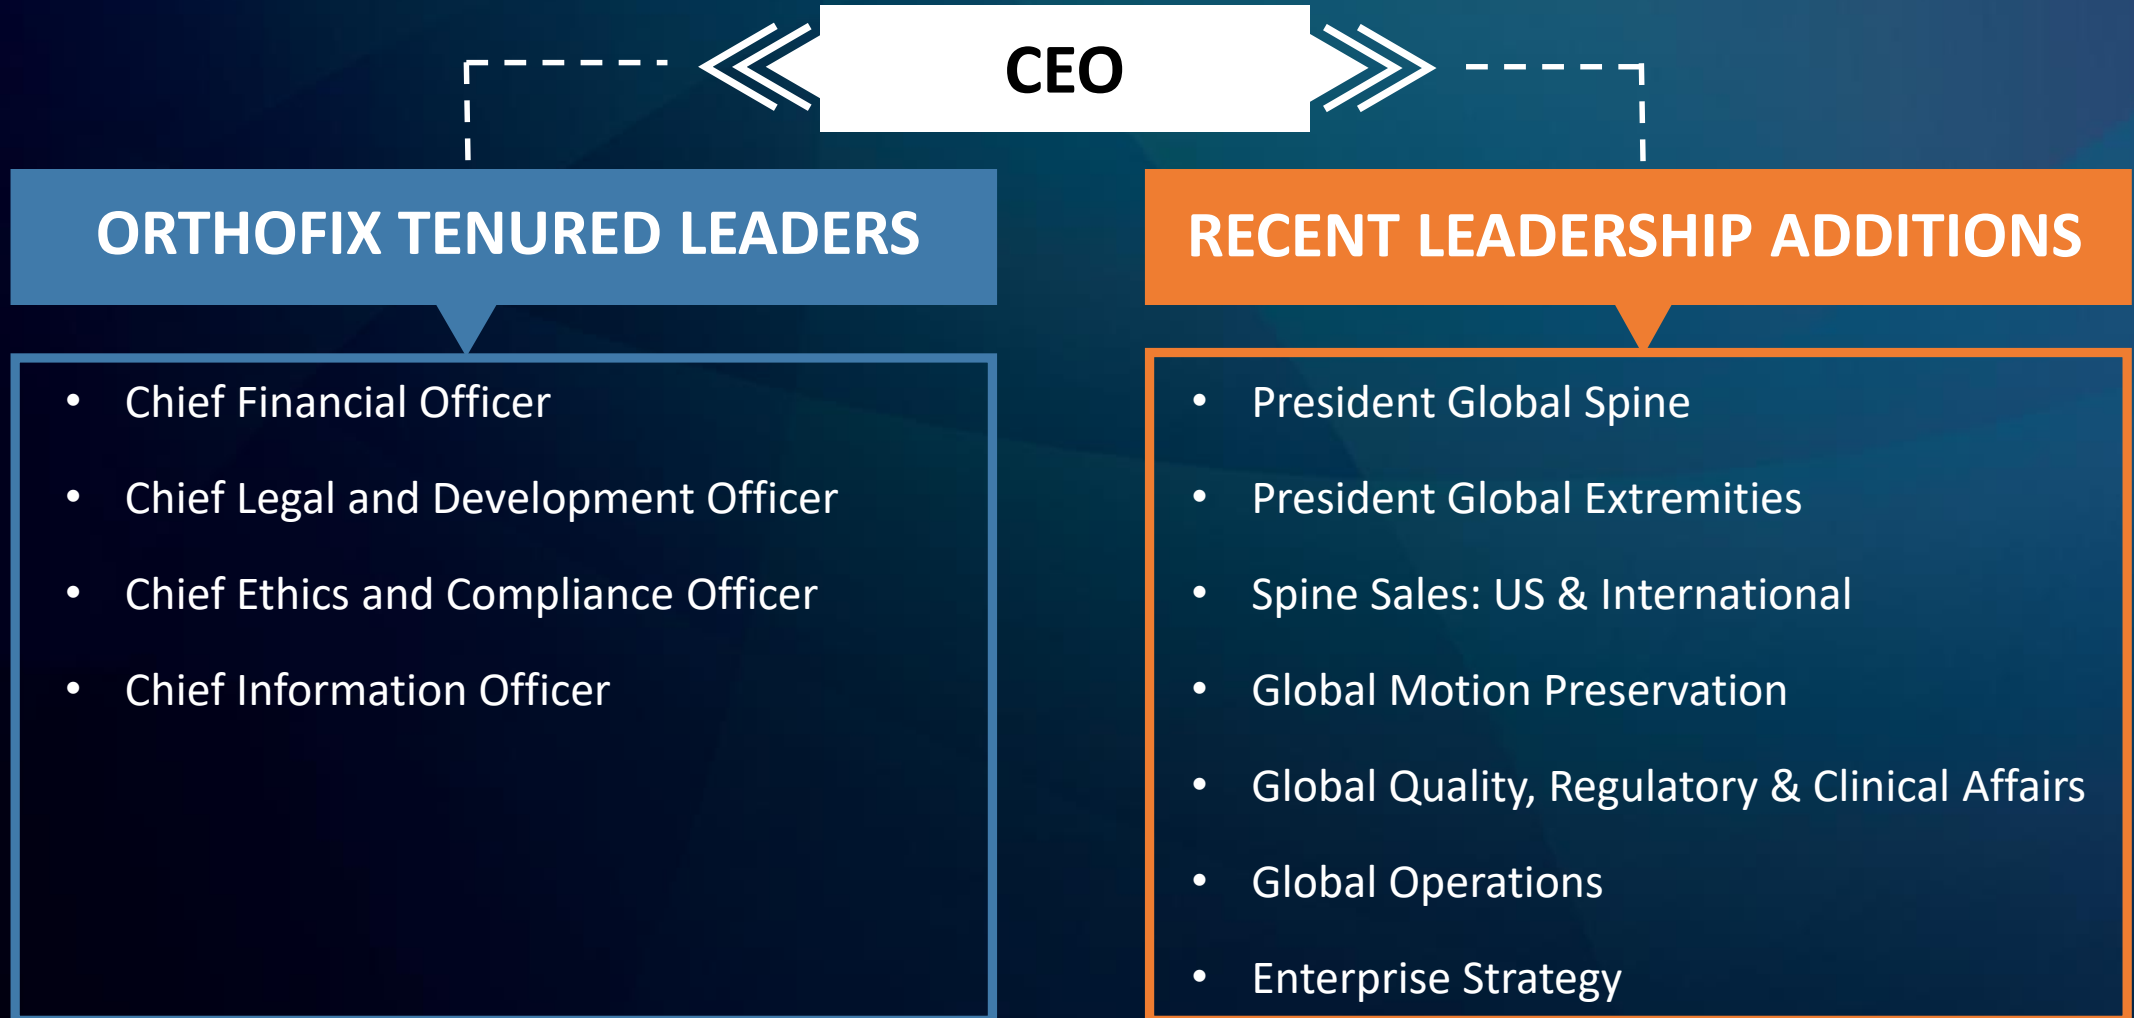 CEO
ORTHOFIX TENURED LEADERS
• Chief Financial Officer
• Chief Legal and Development Officer
• Chief Ethics and Compliance Officer
• Chief Information Officer
RECENT LEADERSHIP ADDITIONS
• President Global Spine
• President Global Extremities
• Spine Sales: US & International
• Global Motion Preservation
• Global Quality, Regulatory & Clinical Affairs
• Global Operations
• Enterprise Strategy